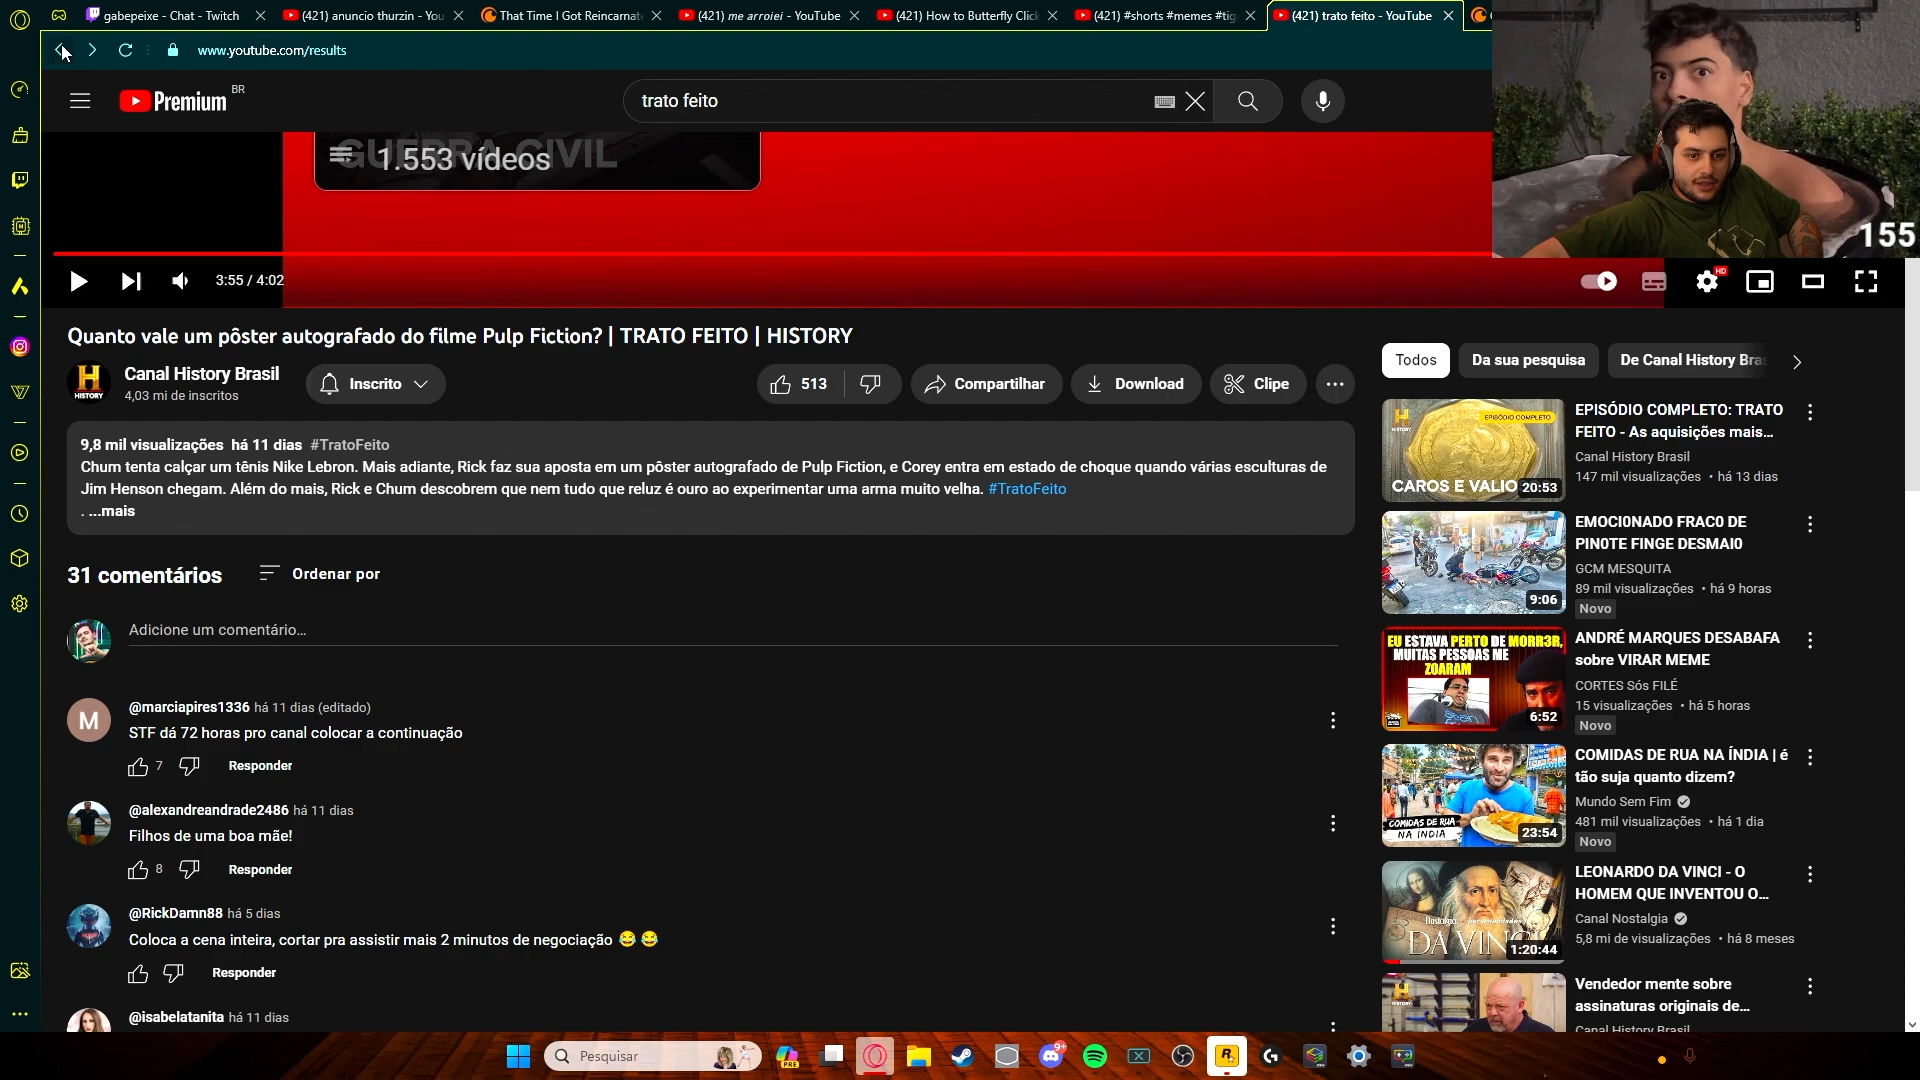 gabepeixe - Chat - Twitch
(421) anuncio thurzin - You
That Time I Got Reincarnat
(421) me arroiei - YouTube
(421) How to Butterfly Click
(421) #shorts #memes #tig
(421) trato feito - YouTube
www.youtube.com/results
Premium BR
trato feito
GUERRA CIVIL
1.553 vídeos
155
3:55 / 4:02
HD
Quanto vale um pôster autografado do filme Pulp Fiction? | TRATO FEITO | HISTORY
HISTORY
Canal History Brasil
4,03 mi de inscritos
Inscrito
513
Compartilhar
Download
Clipe
9,8 mil visualizações há 11 dias #TratoFeito
Chum tenta calçar um tênis Nike Lebron. Mais adiante, Rick faz sua aposta em um pôster autografado de Pulp Fiction, e Corey entra em estado de choque quando várias esculturas de
Jim Henson chegam. Além do mais, Rick e Chum descobrem que nem tudo que reluz é ouro ao experimentar uma arma muito velha. #TratoFeito
. ...mais
31 comentários
Ordenar por
Adicione um comentário...
M
@marciapires1336 há 11 dias (editado)
STF dá 72 horas pro canal colocar a continuação
7
Responder
@alexandreandrade2486 há 11 dias
Filhos de uma boa mãe!
8
Responder
@RickDamn88 há 5 dias
Coloca a cena inteira, cortar pra assistir mais 2 minutos de negociação 😂 😂
Responder
@isabelatanita há 11 dias
Todos
Da sua pesquisa
De Canal History Bras
HISTORY
EPISÓDIO COMPLETO
CAROS E VALIO
20:53
EPISÓDIO COMPLETO: TRATO
FEITO - As aquisições mais...
Canal History Brasil
147 mil visualizações • há 13 dias
9:06
EMOCI0NADO FRAC0 DE
PIN0TE FINGE DESMAI0
GCM MESQUITA
89 mil visualizações • há 9 horas
Novo
EU ESTAVA PERTO DE MORR3R,
MUITAS PESSOAS ME
ZOARAM
6:52
ANDRÉ MARQUES DESABAFA
sobre VIRAR MEME
CORTES Sós FILÉ
15 visualizações • há 5 horas
Novo
COMIDAS DE RUA
NA ÍNDIA
23:54
COMIDAS DE RUA NA ÍNDIA | é
tão suja quanto dizem?
Mundo Sem Fim
481 mil visualizações • há 1 dia
Novo
Nostalgia
DA VINCI
1:20:44
LEONARDO DA VINCI - O
HOMEM QUE INVENTOU O...
Canal Nostalgia
5,8 mi de visualizações • há 8 meses
HISTORY
Vendedor mente sobre
assinaturas originais de...
Canal History Brasil
Pesquisar
PRE
9+